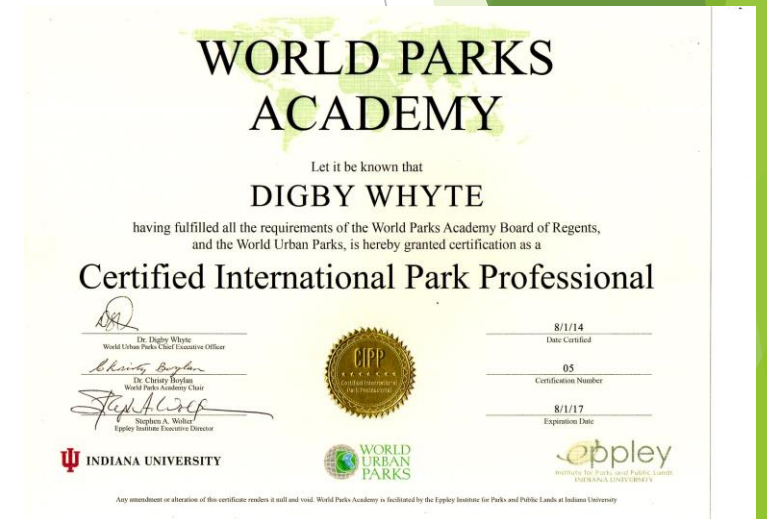 WORLD PARKS
ACADEMY
Let it be known that
DIGBY WHYTE
having fulfilled all the requirements of the World Parks Academy Board of Regents,
and the World Urban Parks, is hereby granted certification as a
Certified International Park Professional
Dr. Digby Whyte
World Urban Parks Chief Executive Officer
Christy Boylan
Dr. Christy Boylan
World Parks Academy Chair
Stephen A. Wolter
Eppley Institute Executive Director
CIPP
Certified International
Park Professional
8/1/14
Date Certified
05
Certification Number
8/1/17
Expiration Date
INDIANA UNIVERSITY
WORLD
URBAN
PARKS
eppley
Institute for Parks and Public Lands
INDIANA UNIVERSITY
Any amendment or alteration of this certificate renders it null and void. World Parks Academy is facilitated by the Eppley Institute for Parks and Public Lands at Indiana University